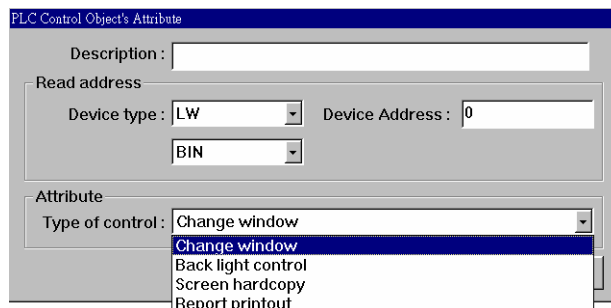 PLC Control Object's Attribute
Description :
Read address
Device type : LW Device Address : 0
BIN
Attribute
Type of control : Change window
Change window
Back light control
Screen hardcopy
Report printout